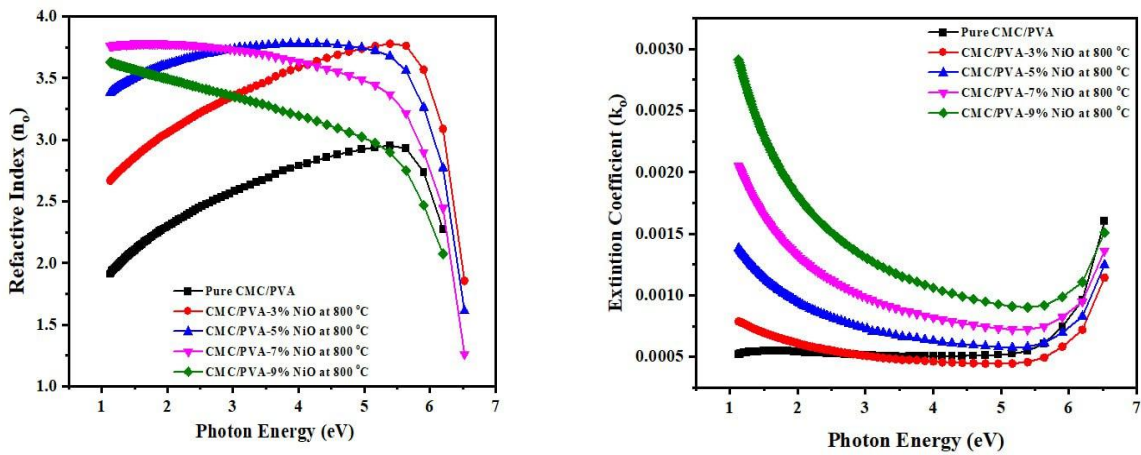 4.0
3.5
3.0
2.5
2.0
1.5
1.0
Refactive Index (nₒ)
Pure CMC/PVA
CMC/PVA-3% NiO at 800 °C
CMC/PVA-5% NiO at 800 °C
CMC/PVA-7% NiO at 800 °C
CMC/PVA-9% NiO at 800 °C
1 2 3 4 5 6 7
Photon Energy (eV)
0.0030
0.0025
0.0020
0.0015
0.0010
0.0005
Extintion Coefficient (kₒ)
Pure CMC/PVA
CMC/PVA-3% NiO at 800 °C
CMC/PVA-5% NiO at 800 °C
CMC/PVA-7% NiO at 800 °C
CMC/PVA-9% NiO at 800 °C
1 2 3 4 5 6 7
Photon Energy (eV)